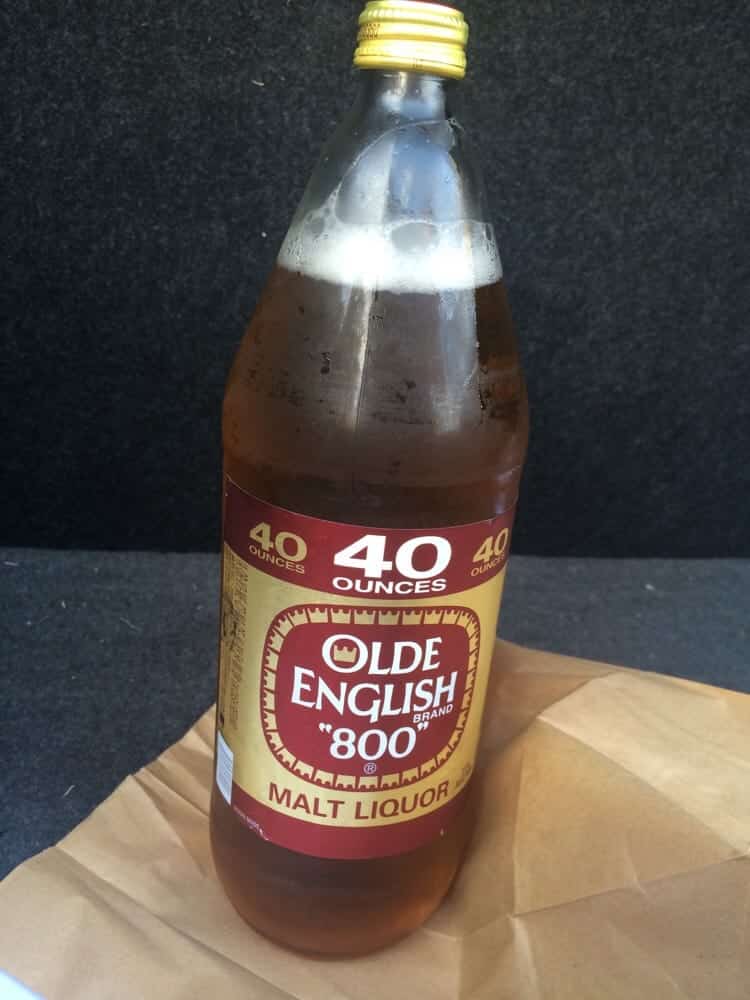 40 OUNCES
40 OUNCES
40 OUNCES
OLDE
ENGLISH
BRAND
"800"
®
MALT LIQUOR